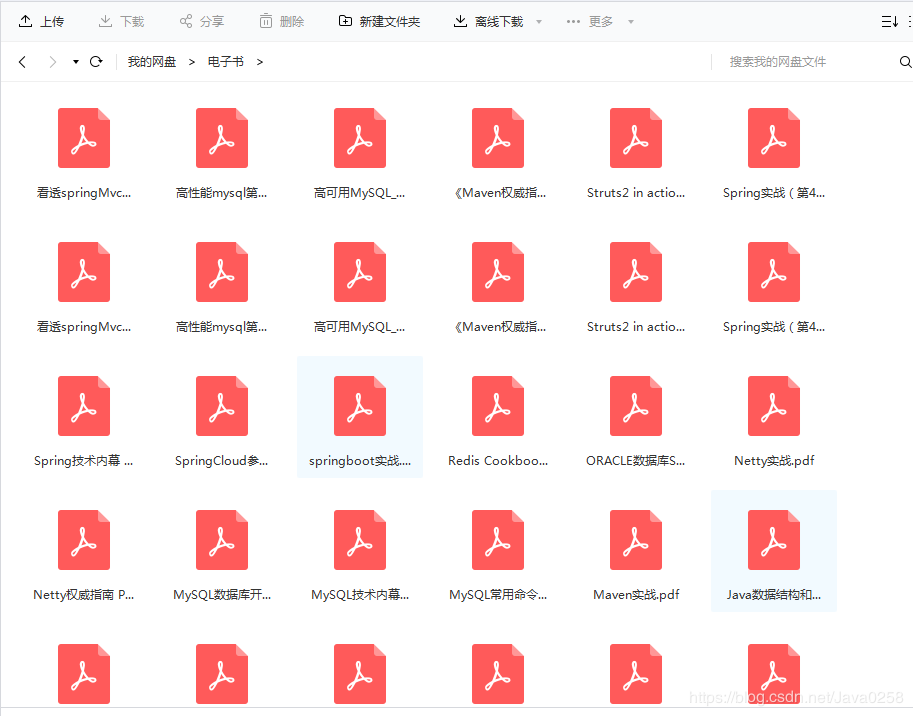 上传 下载 分享 删除 新建文件夹 离线下载 更多
我的网盘 > 电子书 > 搜索我的网盘文件
看透springMvc... 高性能mysql第... 高可用MySQL_... 《Maven权威指... Struts2 in actio... Spring实战（第4...
看透springMvc... 高性能mysql第... 高可用MySQL_... 《Maven权威指... Struts2 in actio... Spring实战（第4...
Spring技术内幕 ... SpringCloud参... springboot实战.... Redis Cookboo... ORACLE数据库S... Netty实战.pdf
Netty权威指南 P... MySQL数据库开... MySQL技术内幕... MySQL常用命令... Maven实战.pdf Java数据结构和...
https://blog.csdn.net/Java0258